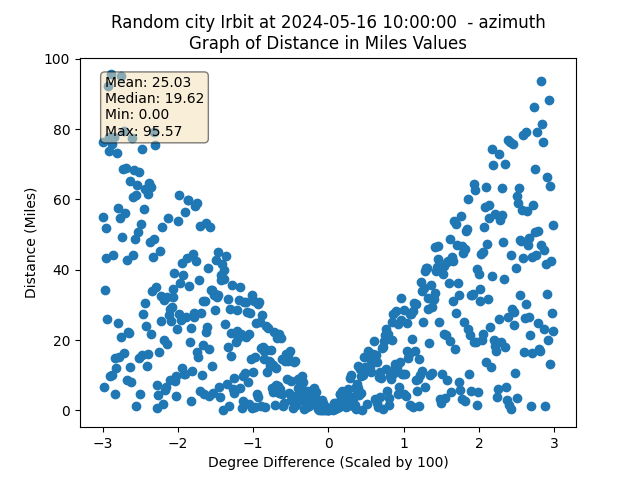 Random city Irbit at 2024-05-16 10:00:00  - azimuth
Graph of Distance in Miles Values
Mean: 25.03
Median: 19.62
Min: 0.00
Max: 95.57
100
80
60
40
20
0
Distance (Miles)
−3
−2
−1
0
1
2
3
Degree Difference (Scaled by 100)